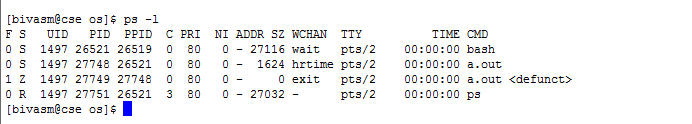 [bivasm@cse os]$ ps -l
F S   UID   PID  PPID  C PRI  NI ADDR SZ WCHAN  TTY          TIME CMD
0 S  1497 26521 26519  0  80   0 - 27116 wait   pts/2    00:00:00 bash
0 S  1497 27748 26521  0  80   0 -  1624 hrtime pts/2    00:00:00 a.out
1 Z  1497 27749 27748  0  80   0 -     0 exit   pts/2    00:00:00 a.out <defunct>
0 R  1497 27751 26521  3  80   0 - 27032 -      pts/2    00:00:00 ps
[bivasm@cse os]$